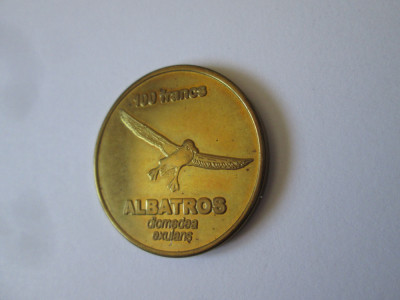 100 francs
ALBATROS
diomedea
exulans